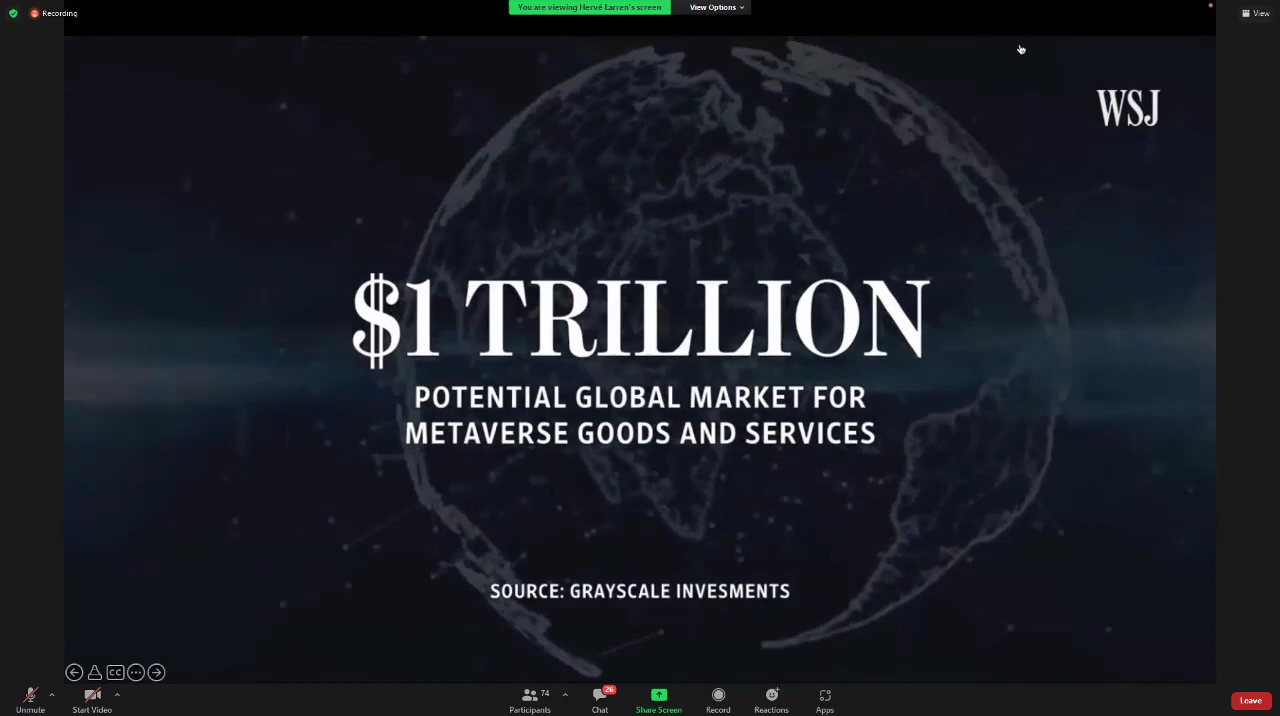 Recording
You are viewing Hervé Larren's screen
View Options
View
WSJ
$1 TRILLION
POTENTIAL GLOBAL MARKET FOR
METAVERSE GOODS AND SERVICES
SOURCE: GRAYSCALE INVESMENTS
CC
74
26
Unmute
Start Video
Participants
Chat
Share Screen
Record
Reactions
Apps
Leave